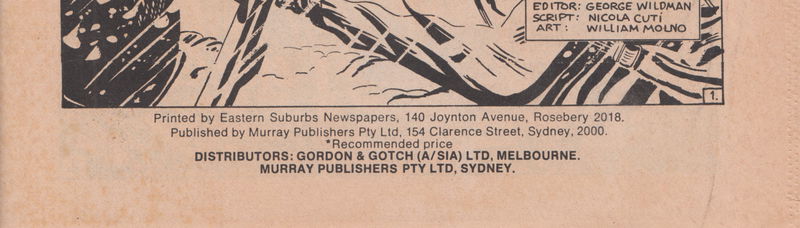 EDITOR: GEORGE WILDMAN
SCRIPT: NICOLA CUTI
ART: WILLIAM MOLNO
1.
Printed by Eastern Suburbs Newspapers, 140 Joynton Avenue, Rosebery 2018.
Published by Murray Publishers Pty Ltd, 154 Clarence Street, Sydney, 2000.
*Recommended price
DISTRIBUTORS: GORDON & GOTCH (A/SIA) LTD, MELBOURNE.
MURRAY PUBLISHERS PTY LTD, SYDNEY.